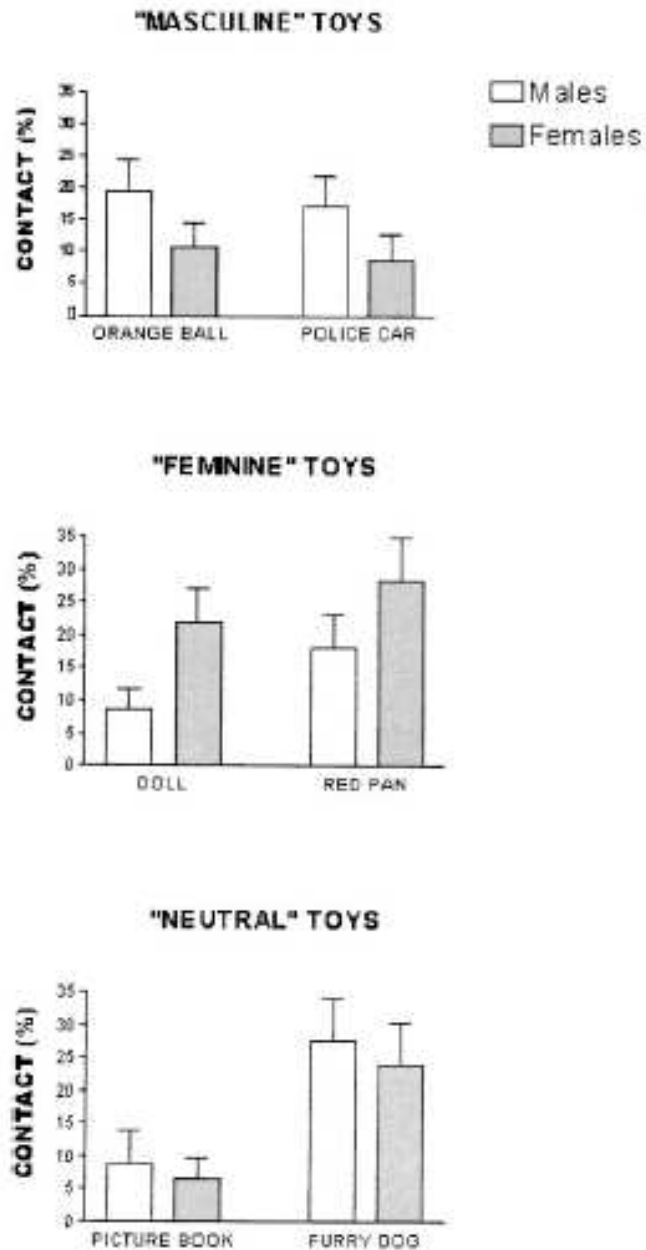 "MASCULINE" TOYS
Males
Females
CONTACT (%)
35
30
25
20
15
10
5
0
ORANGE BALL POLICE CAR
"FEMININE" TOYS
CONTACT (%)
35
30
25
20
15
10
5
0
DOLL RED PAN
"NEUTRAL" TOYS
CONTACT (%)
35
30
25
20
15
10
5
0
PICTURE BOOK FURRY DOG